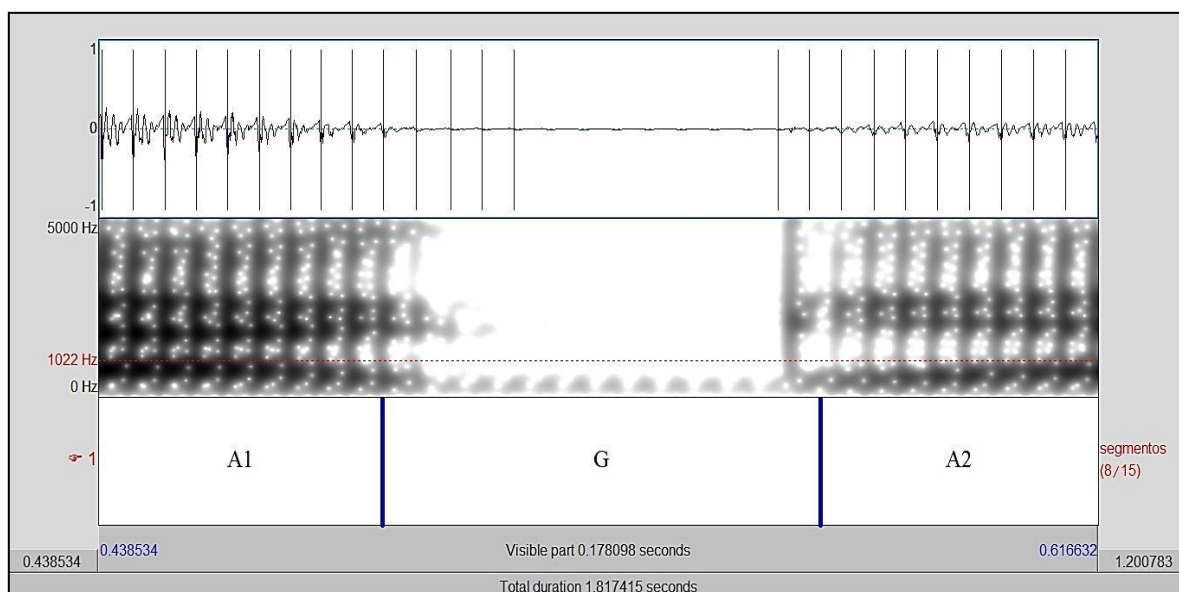 1
0
-1
5000 Hz
1022 Hz
0 Hz
1
A1
G
A2
segmentos
(8/15)
0.438534
Visible part 0.178098 seconds
0.616632
0.438534
1.200783
Total duration 1.817415 seconds